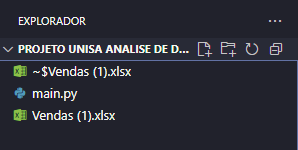 EXPLORADOR
PROJETO UNISA ANALISE DE D...
~$Vendas (1).xlsx
main.py
Vendas (1).xlsx